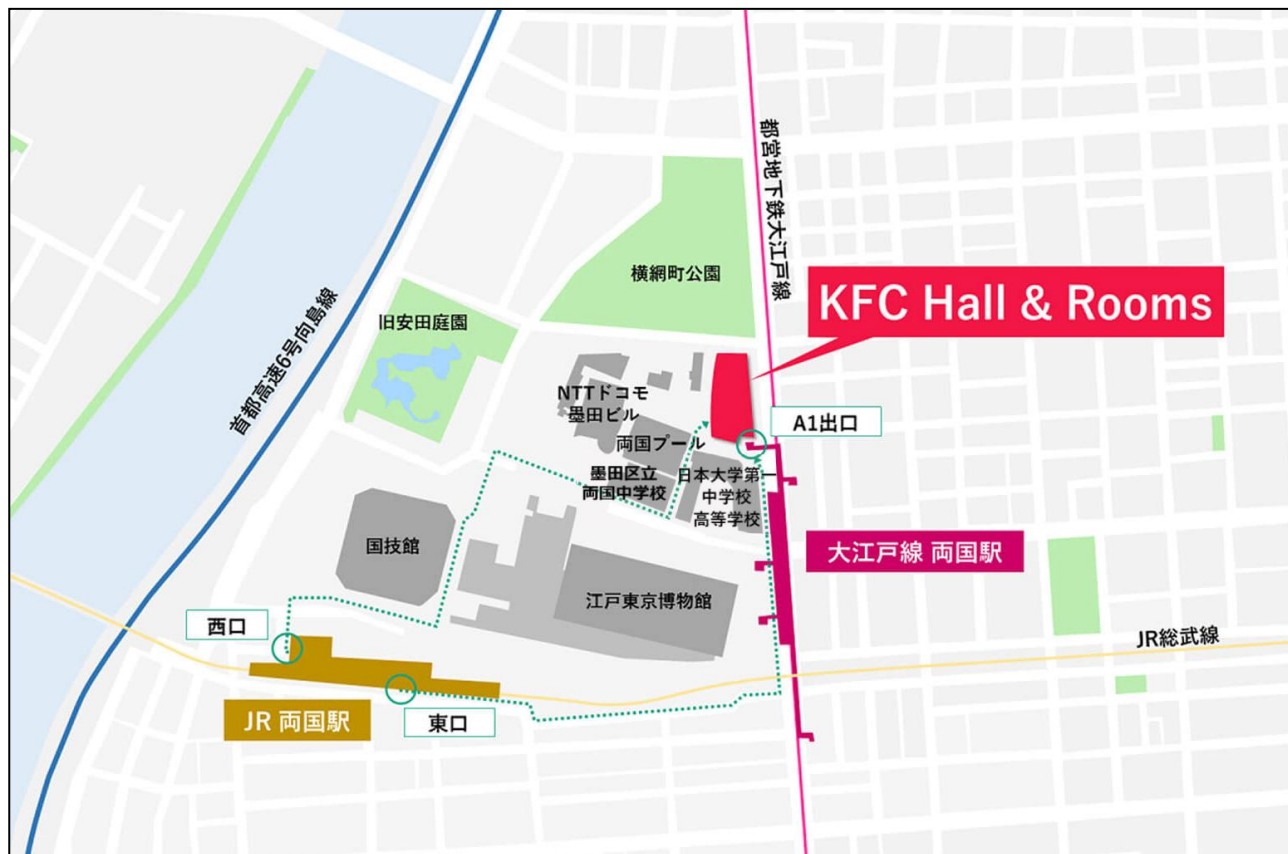 都営地下鉄大江戸線
横網町公園
KFC Hall & Rooms
旧安田庭園
首都高速6号向島線
NTTドコモ
墨田ビル
A1出口
両国プール
墨田区立
両国中学校
日本大学第一
中学校
高等学校
国技館
大江戸線 両国駅
江戸東京博物館
西口
JR総武線
JR 両国駅
東口